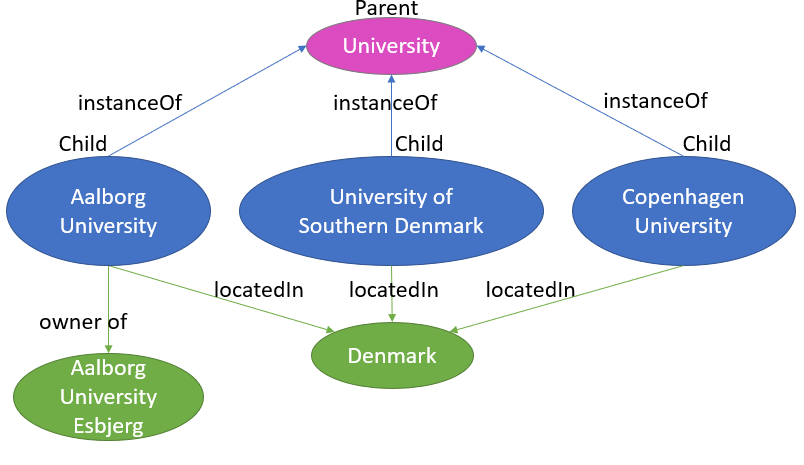 Parent
University
instanceOf
instanceOf
instanceOf
Child
Child
Child
Aalborg
University
University of
Southern Denmark
Copenhagen
University
locatedIn
locatedIn
locatedIn
owner of
Denmark
Aalborg
University
Esbjerg